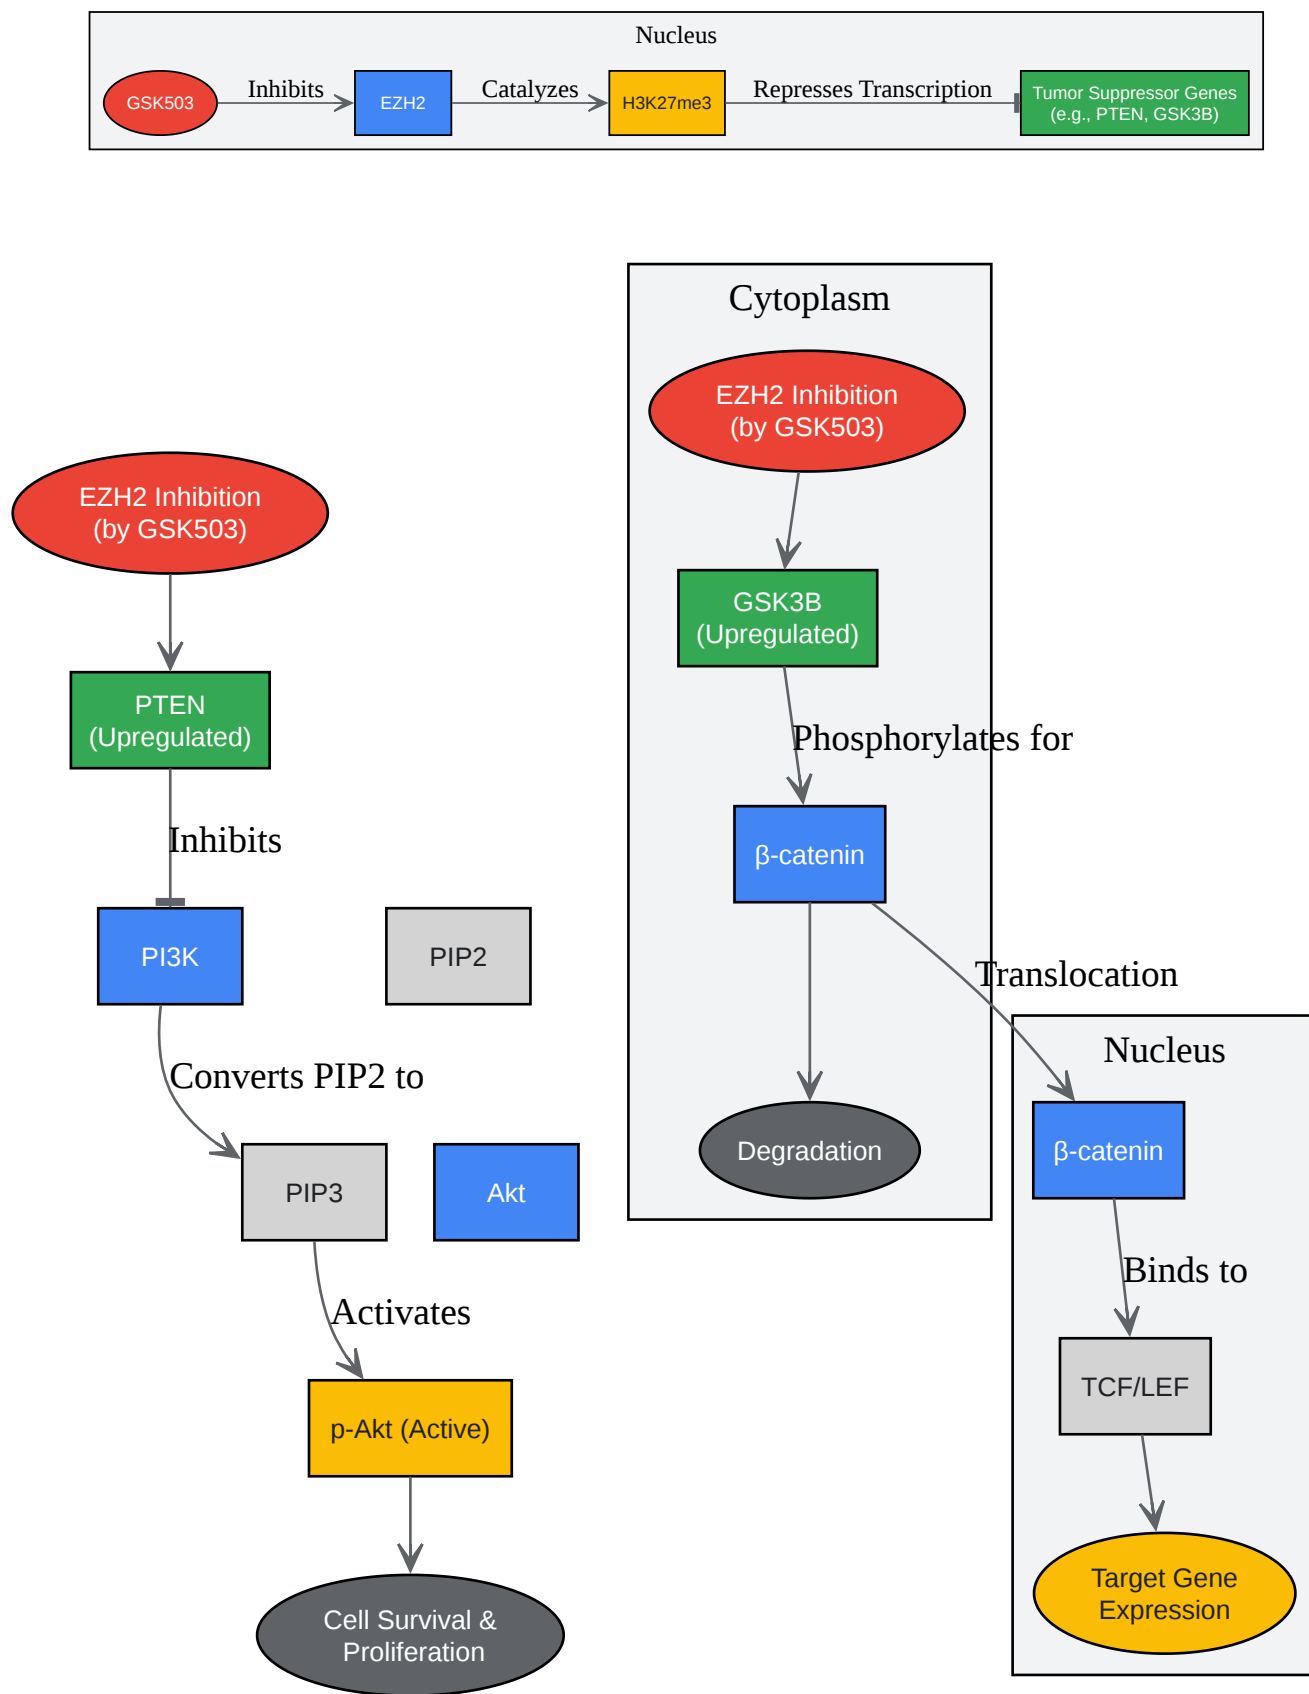 Nucleus
GSK503
Inhibits
EZH2
Catalyzes
H3K27me3
Represses Transcription
Tumor Suppressor Genes
(e.g., PTEN, GSK3B)
EZH2 Inhibition
(by GSK503)
PTEN
(Upregulated)
Inhibits
PI3K
PIP2
Converts PIP2 to
PIP3
Akt
Activates
p-Akt (Active)
Cell Survival &
Proliferation
Cytoplasm
EZH2 Inhibition
(by GSK503)
GSK3B
(Upregulated)
Phosphorylates for
β-catenin
Translocation
Degradation
Nucleus
β-catenin
Binds to
TCF/LEF
Target Gene
Expression